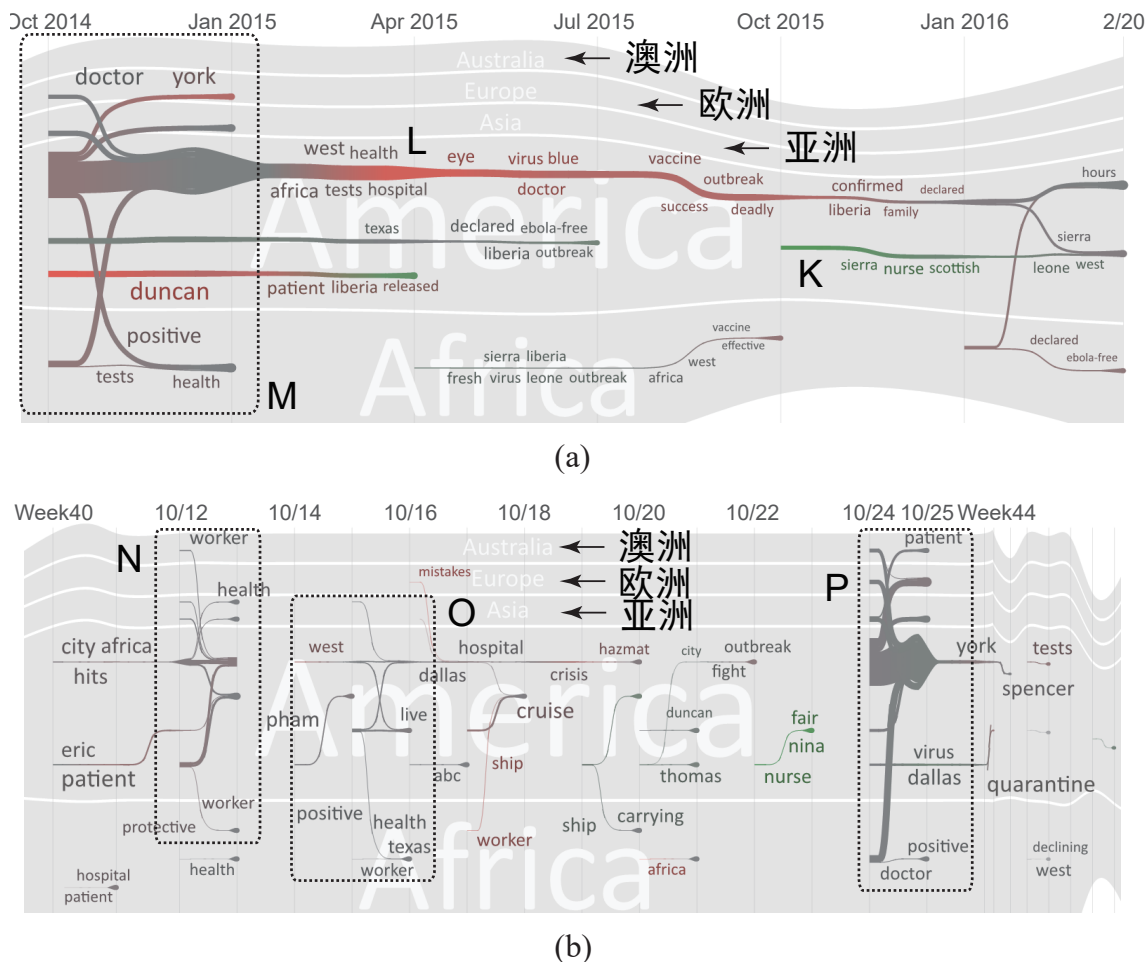 Oct 2014 Jan 2015 Apr 2015 Jul 2015 Oct 2015 Jan 2016 2/20
Australia 澳洲
doctor york
Europe 欧洲
Asia 亚洲
L
west health eye virus blue vaccine
africa tests hospital doctor outbreak confirmed declared hours
success deadly liberia family
America
texas declared ebola-free sierra
liberia outbreak K sierra nurse scottish leone west
duncan patient liberia released
positive vaccine
effective declared
sierra liberia west ebola-free
tests health fresh virus leone outbreak africa
Africa
M
(a)
Week40 10/12 10/14 10/16 10/18 10/20 10/22 10/24 10/25 Week44
worker Australia 澳洲 patient
N mistakes Europe 欧洲 P
health O Asia 亚洲
city africa west hospital hazmat city outbreak york tests
hits dallas crisis fight spencer
America
pham live cruise duncan fair
eric nina virus
patient abc ship thomas nurse dallas quarantine
worker positive
protective health ship carrying
texas worker positive declining
health worker africa doctor west
hospital
patient
Africa
(b)